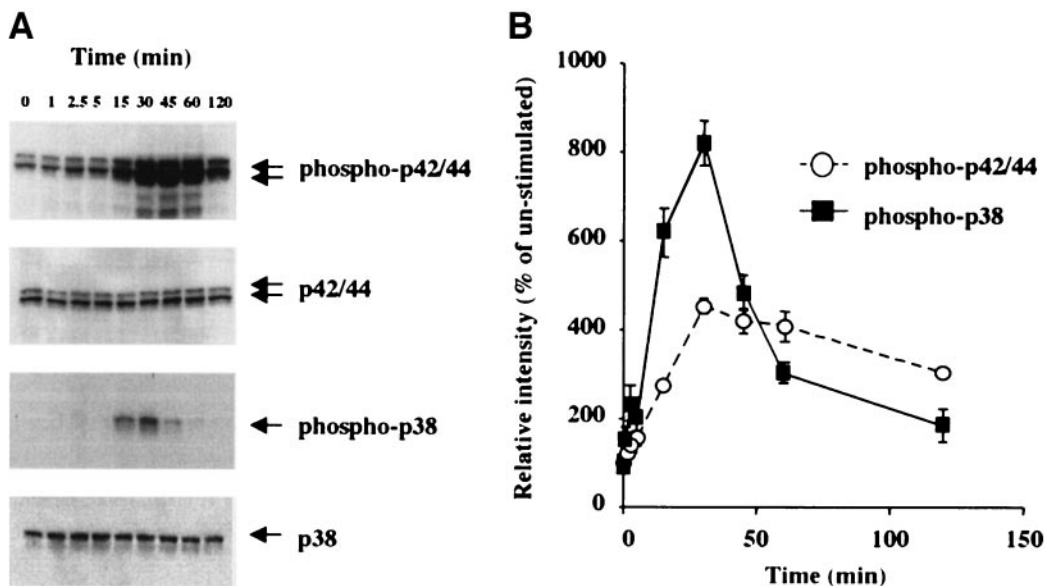 A
Time (min)
0 1 2.5 5 15 30 45 60 120
phospho-p42/44
p42/44
phospho-p38
p38
B
Relative intensity (% of un-stimulated)
1000
800
600
400
200
0
phospho-p42/44
phospho-p38
0 50 100 150
Time (min)